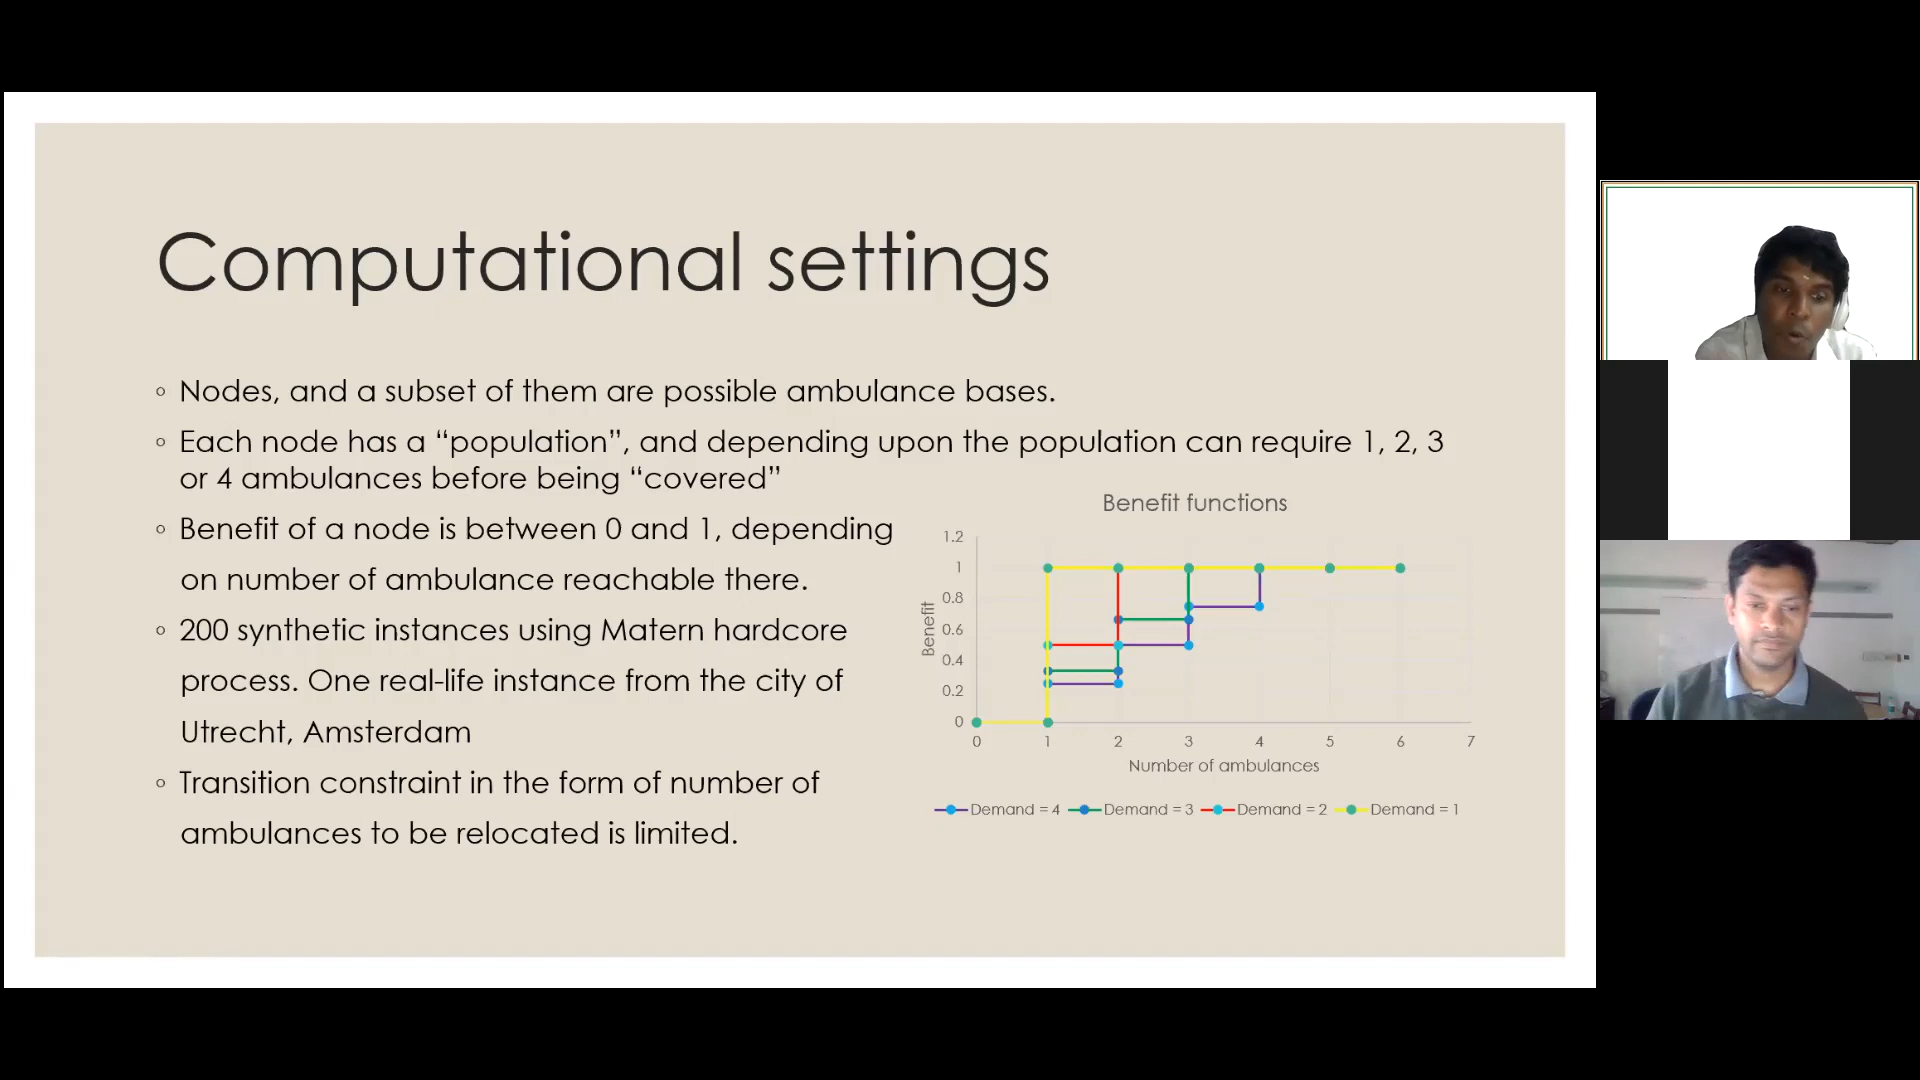 Computational settings
◦ Nodes, and a subset of them are possible ambulance bases.
◦ Each node has a “population”, and depending upon the population can require 1, 2, 3
or 4 ambulances before being “covered”
◦ Benefit of a node is between 0 and 1, depending
on number of ambulance reachable there.
◦ 200 synthetic instances using Matern hardcore
process. One real-life instance from the city of
Utrecht, Amsterdam
◦ Transition constraint in the form of number of
ambulances to be relocated is limited.
Benefit functions
1.2
1
0.8
0.6
0.4
0.2
0
Benefit
0 1 2 3 4 5 6 7
Number of ambulances
Demand = 4 Demand = 3 Demand = 2 Demand = 1